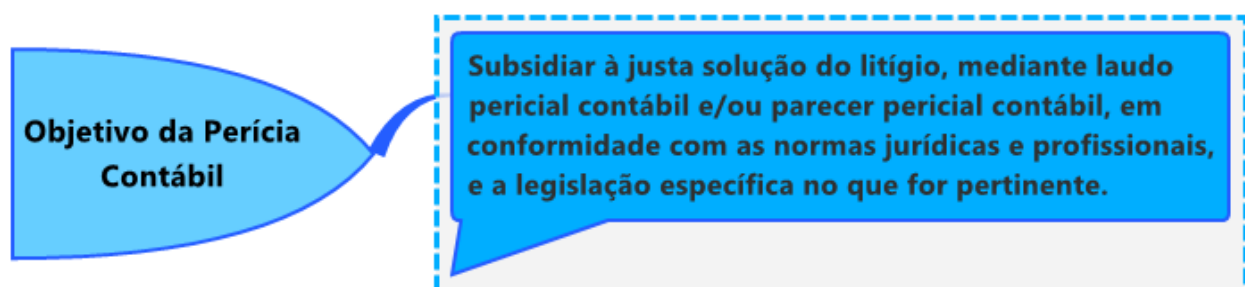 Objetivo da Perícia
Contábil
Subsidiar à justa solução do litígio, mediante laudo
pericial contábil e/ou parecer pericial contábil, em
conformidade com as normas jurídicas e profissionais,
e a legislação específica no que for pertinente.